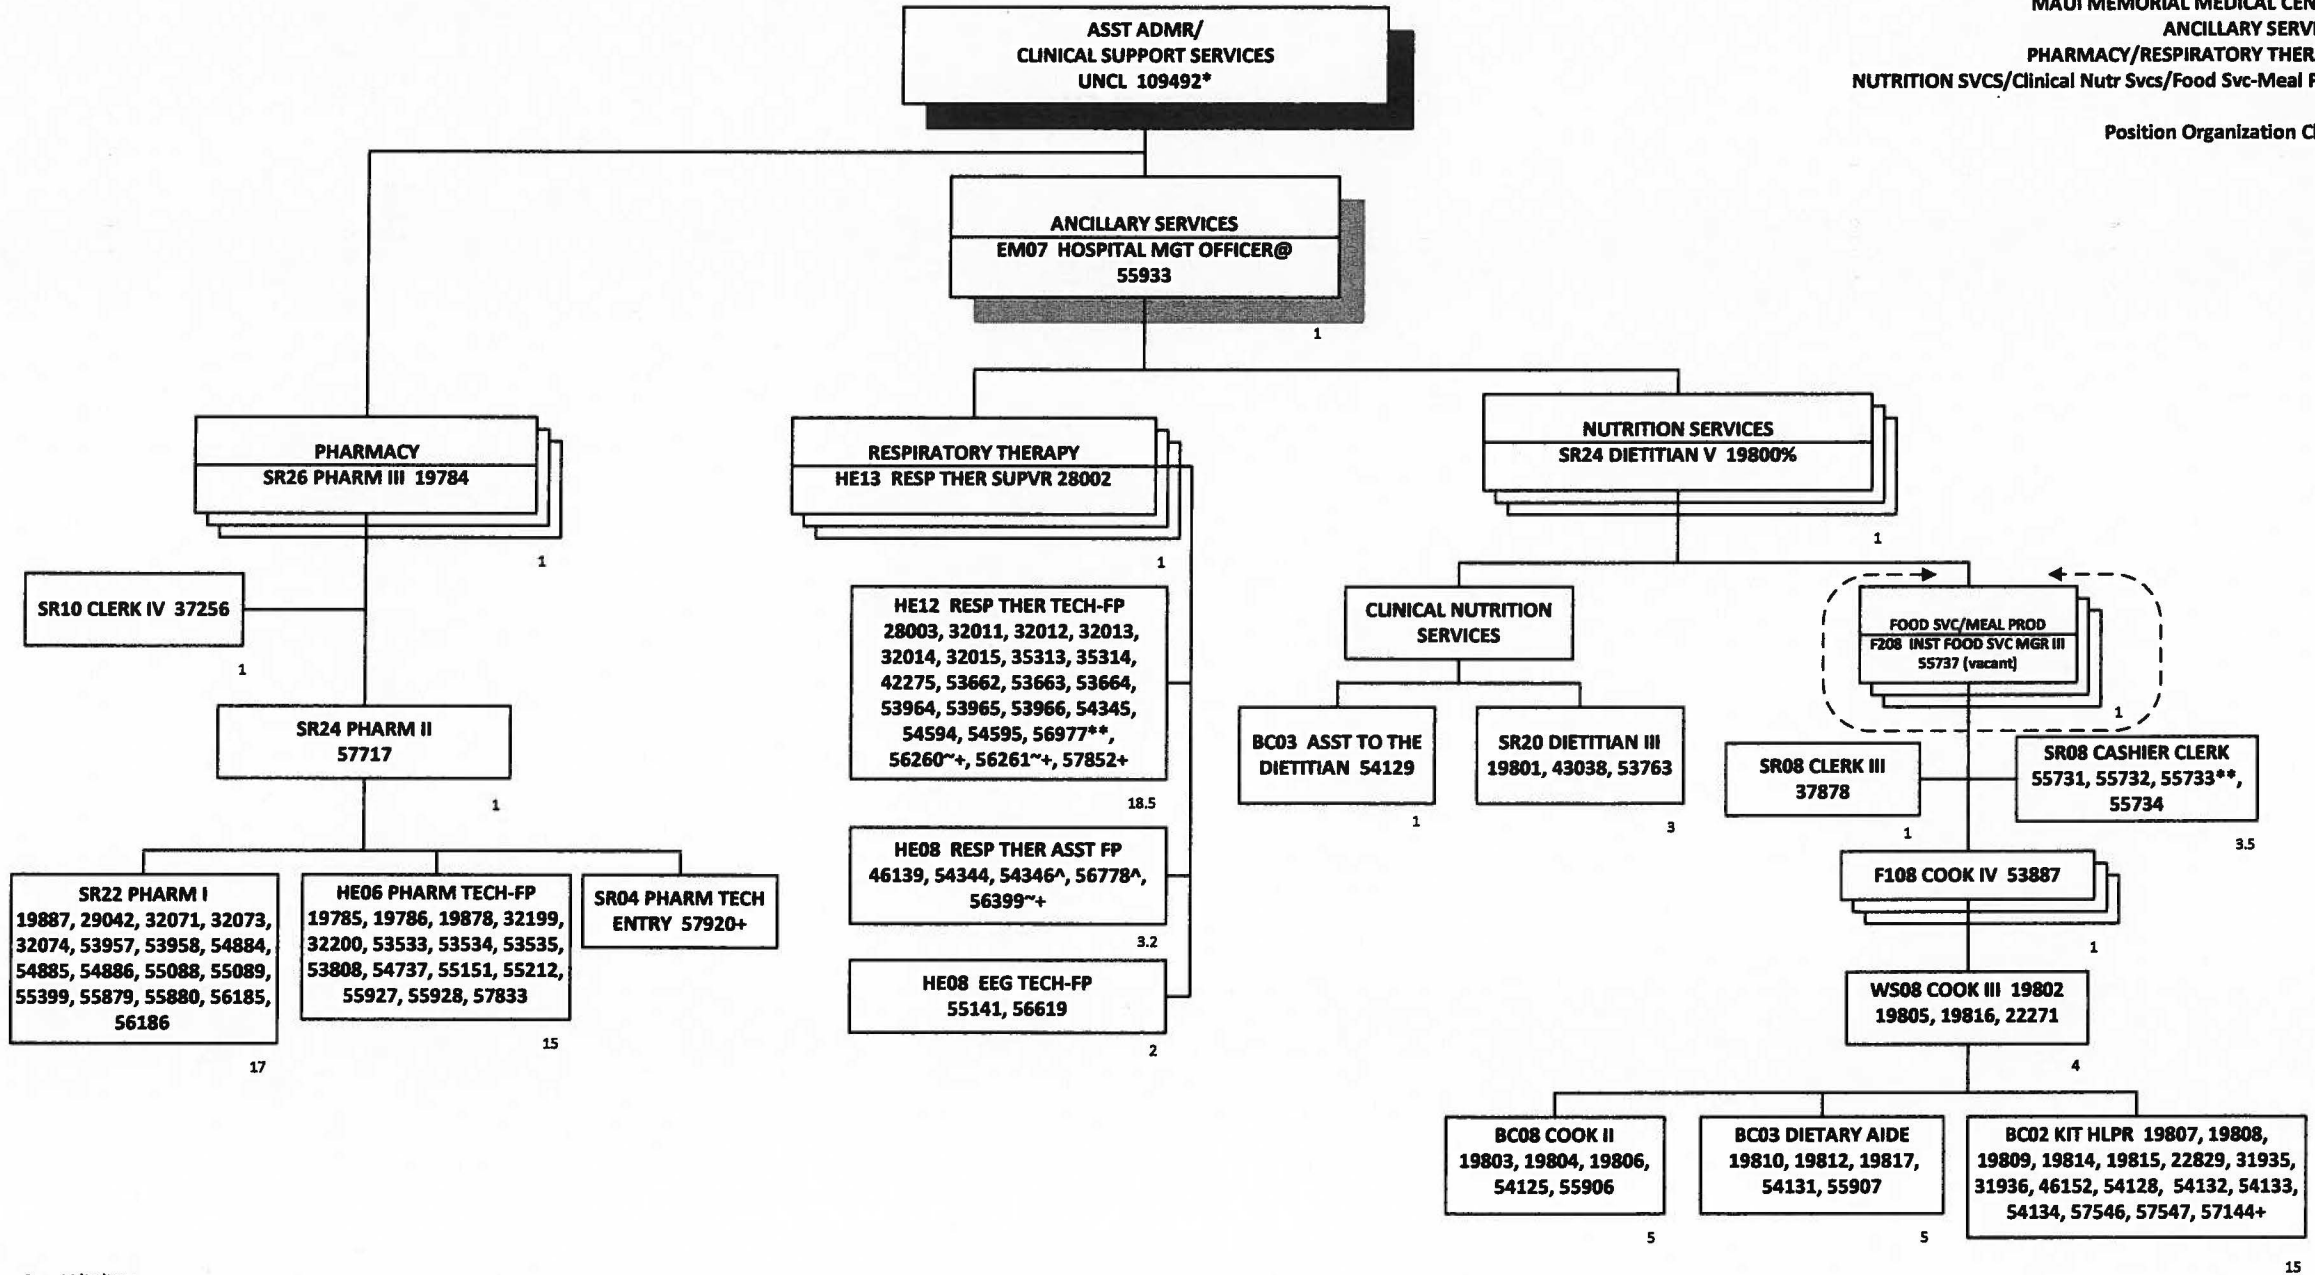 MAUI MEMORIAL MEDICAL CEN
ANCILLARY SERVI
PHARMACY/RESPIRATORY THER
NUTRITION SVCS/Clinical Nutr Svcs/Food Svc-Meal P
Position Organization C
ASST ADMR/
CLINICAL SUPPORT SERVICES
UNCL 109492*
ANCILLARY SERVICES
EM07 HOSPITAL MGT OFFICER@
55933
1
PHARMACY
SR26 PHARM III 19784
1
SR10 CLERK IV 37256
1
SR24 PHARM II
57717
1
SR22 PHARM I
19887, 29042, 32071, 32073,
32074, 53957, 53958, 54884,
54885, 54886, 55088, 55089,
55399, 55879, 55880, 56185,
56186
17
HE06 PHARM TECH-FP
19785, 19786, 19878, 32199,
32200, 53533, 53534, 53535,
53808, 54737, 55151, 55212,
55927, 55928, 57833
15
SR04 PHARM TECH
ENTRY 57920+
RESPIRATORY THERAPY
HE13 RESP THER SUPVR 28002
1
HE12 RESP THER TECH-FP
28003, 32011, 32012, 32013,
32014, 32015, 35313, 35314,
42275, 53662, 53663, 53664,
53964, 53965, 53966, 54345,
54594, 54595, 56977**,
56260~+, 56261~+, 57852+
18.5
HE08 RESP THER ASST FP
46139, 54344, 54346^, 56778^,
56399~+
3.2
HE08 EEG TECH-FP
55141, 56619
2
NUTRITION SERVICES
SR24 DIETITIAN V 19800%
1
CLINICAL NUTRITION
SERVICES
BC03 ASST TO THE
DIETITIAN 54129
1
SR20 DIETITIAN III
19801, 43038, 53763
3
FOOD SVC/MEAL PROD
F208 INST FOOD SVC MGR III
55737 (vacant)
1
SR08 CLERK III
37878
1
SR08 CASHIER CLERK
55731, 55732, 55733**,
55734
3.5
F108 COOK IV 53887
1
WS08 COOK III 19802
19805, 19816, 22271
4
BC08 COOK II
19803, 19804, 19806,
54125, 55906
5
BC03 DIETARY AIDE
19810, 19812, 19817,
54131, 55907
5
BC02 KIT HLPR 19807, 19808,
19809, 19814, 19815, 22829, 31935,
31936, 46152, 54128, 54132, 54133,
54134, 57546, 57547, 57144+
15